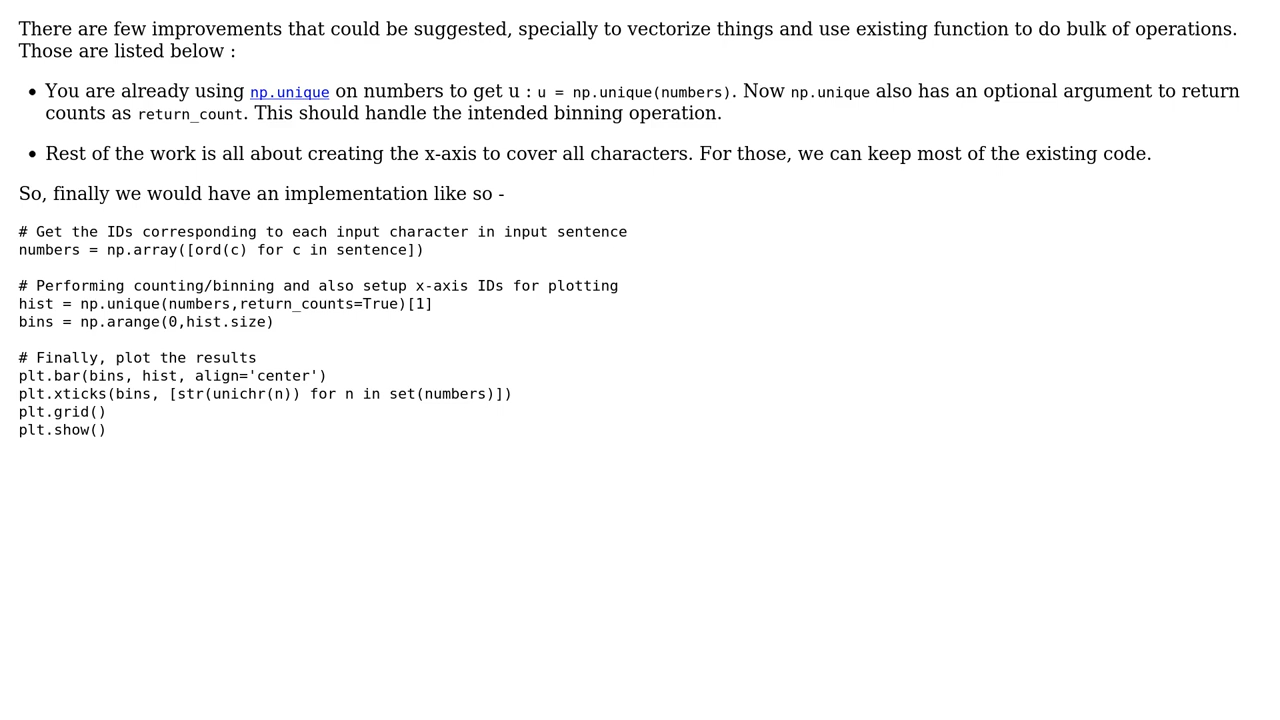 There are few improvements that could be suggested, specially to vectorize things and use existing function to do bulk of operations.
Those are listed below :
• You are already using np.unique on numbers to get u : u = np.unique(numbers). Now np.unique also has an optional argument to return
counts as return_count. This should handle the intended binning operation.
• Rest of the work is all about creating the x-axis to cover all characters. For those, we can keep most of the existing code.
So, finally we would have an implementation like so -
# Get the IDs corresponding to each input character in input sentence
numbers = np.array([ord(c) for c in sentence])
# Performing counting/binning and also setup x-axis IDs for plotting
hist = np.unique(numbers,return_counts=True)[1]
bins = np.arange(0,hist.size)
# Finally, plot the results
plt.bar(bins, hist, align='center')
plt.xticks(bins, [str(unichr(n)) for n in set(numbers)])
plt.grid()
plt.show()